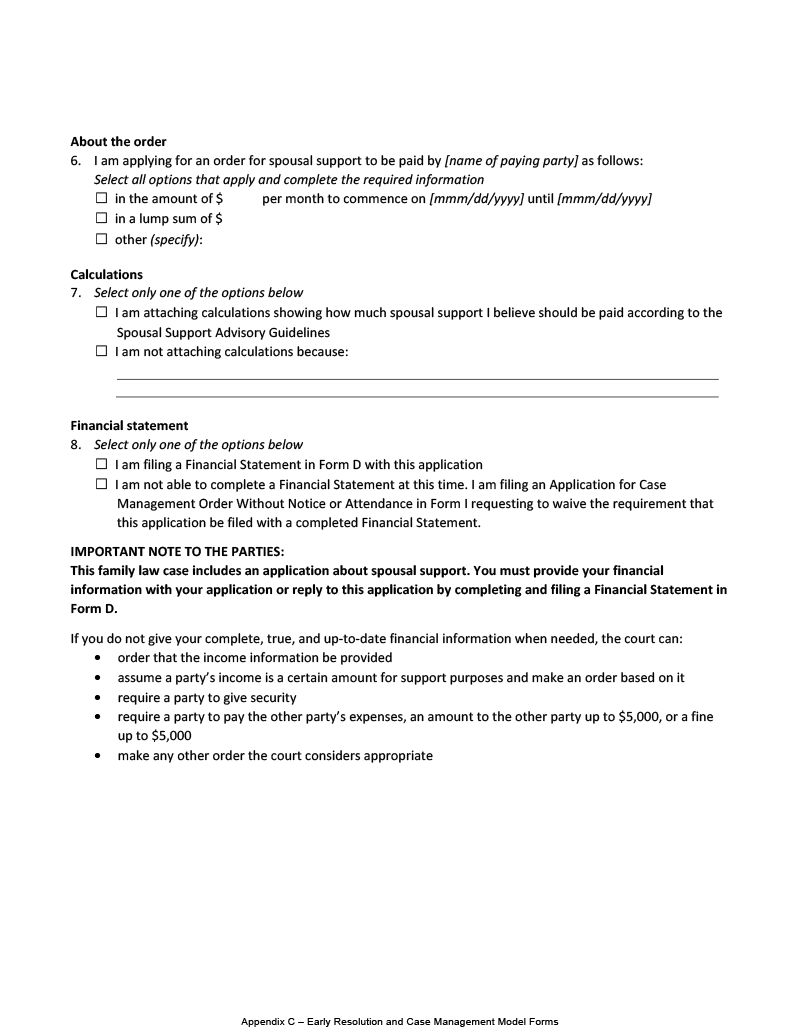 About the order
6. I am applying for an order for spousal support to be paid by [name of paying party] as follows:
Select all options that apply and complete the required information
☐ in the amount of $ per month to commence on [mmm/dd/yyyy] until [mmm/dd/yyyy]
☐ in a lump sum of $
☐ other (specify):
Calculations
7. Select only one of the options below
☐ I am attaching calculations showing how much spousal support I believe should be paid according to the
Spousal Support Advisory Guidelines
☐ I am not attaching calculations because:
Financial statement
8. Select only one of the options below
☐ I am filing a Financial Statement in Form D with this application
☐ I am not able to complete a Financial Statement at this time. I am filing an Application for Case
Management Order Without Notice or Attendance in Form I requesting to waive the requirement that
this application be filed with a completed Financial Statement.
IMPORTANT NOTE TO THE PARTIES:
This family law case includes an application about spousal support. You must provide your financial
information with your application or reply to this application by completing and filing a Financial Statement in
Form D.
If you do not give your complete, true, and up-to-date financial information when needed, the court can:
• order that the income information be provided
• assume a party's income is a certain amount for support purposes and make an order based on it
• require a party to give security
• require a party to pay the other party's expenses, an amount to the other party up to $5,000, or a fine
up to $5,000
• make any other order the court considers appropriate
Appendix C – Early Resolution and Case Management Model Forms